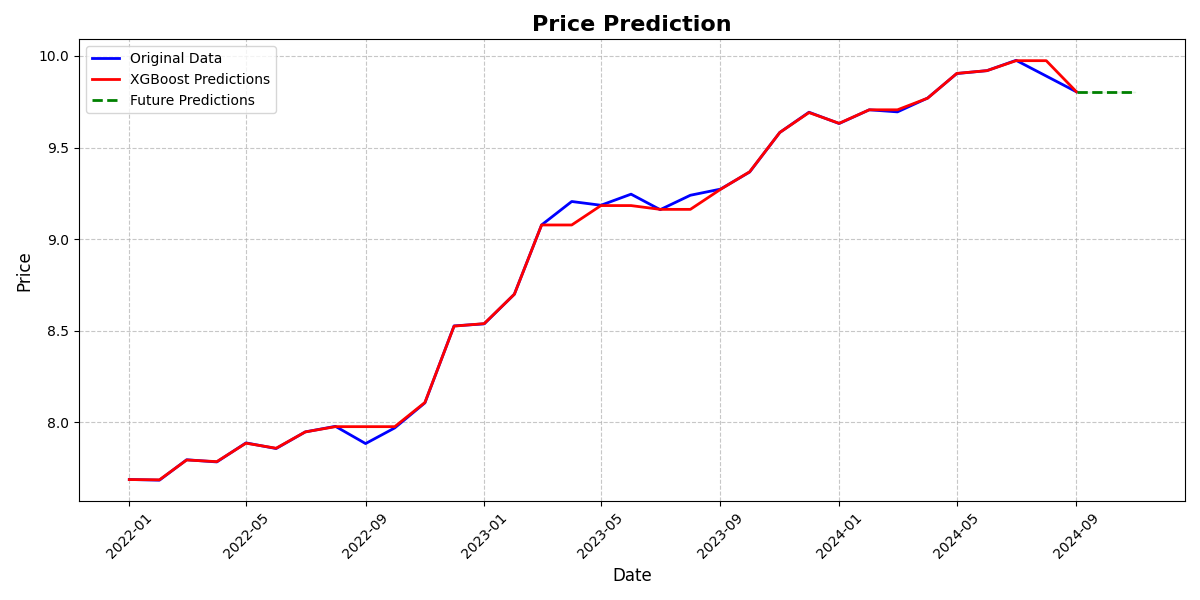 Price Prediction
Original Data
XGBoost Predictions
Future Predictions
Price
10.0
9.5
9.0
8.5
8.0
2022-01
2022-05
2022-09
2023-01
2023-05
2023-09
2024-01
2024-05
2024-09
Date